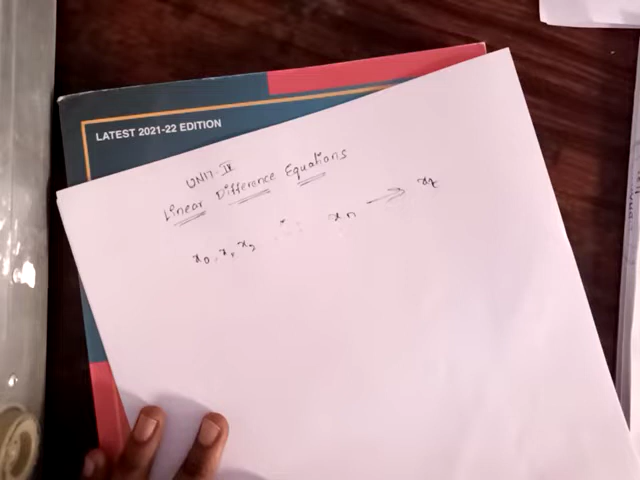 LATEST 2021-22 EDITION
UNIT-IV
Linear Difference Equations
x₀, x₁, x₂ ... xₙ → xₜ